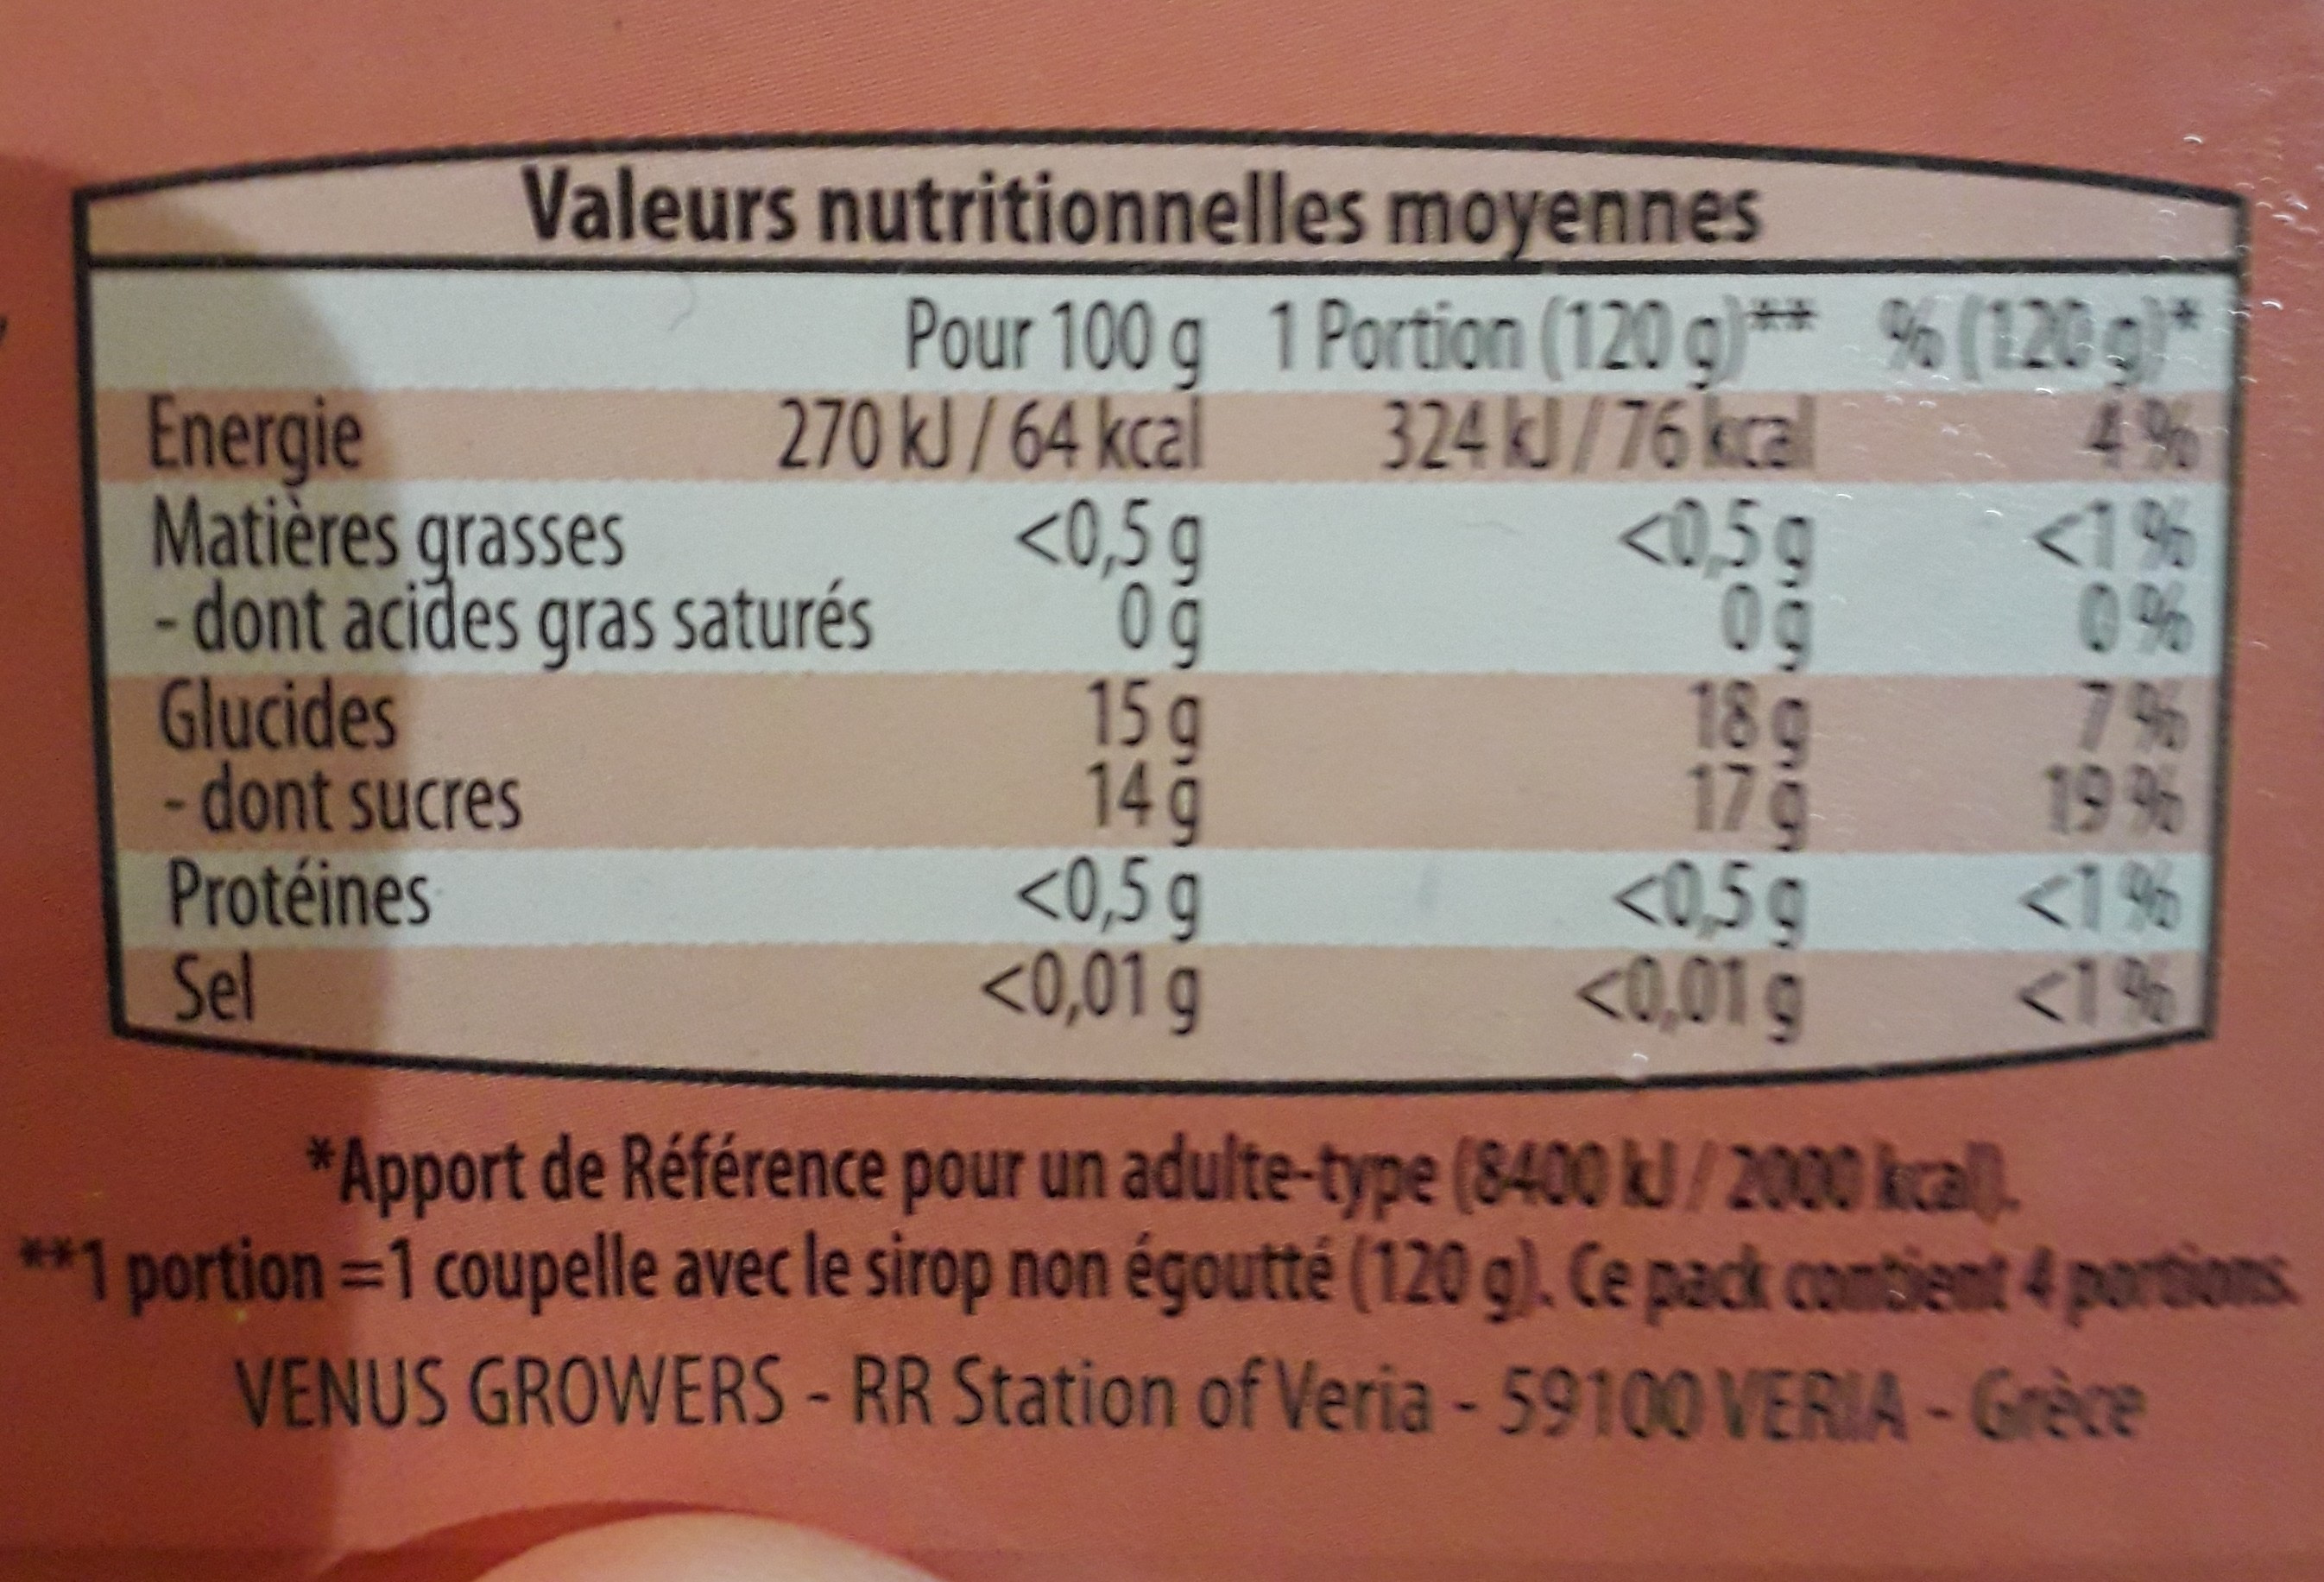 Valeurs nutritionnelles moyennes
Pour 100 g 1 Portion (120 g)** % (120 g)*
Energie 270 kJ / 64 kcal 324 kJ / 76 kcal 4 %
Matières grasses <0,5 g <0,5 g <1 %
- dont acides gras saturés 0 g 0 g 0 %
Glucides 15 g 18 g 7 %
- dont sucres 14 g 17 g 19 %
Protéines <0,5 g <0,5 g <1 %
Sel <0,01 g <0,01 g <1 %
*Apport de Référence pour un adulte-type (8400 kJ / 2000 kcal).
**1 portion =1 coupelle avec le sirop non égoutté (120 g). Ce pack contient 4 portions.
VENUS GROWERS - RR Station of Veria - 59100 VERIA - Grèce